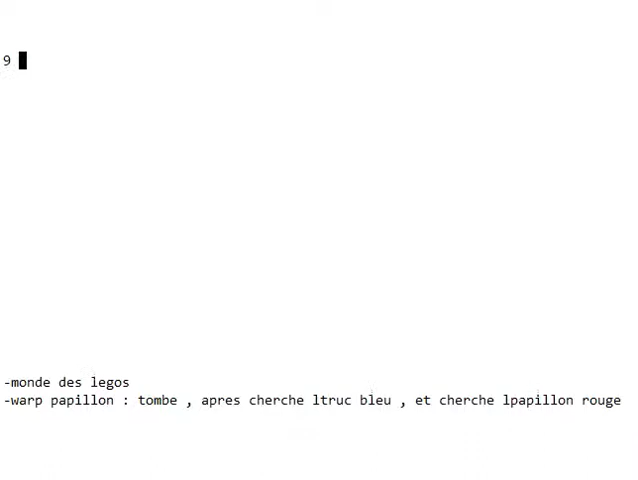 9
-monde des legos
-warp papillon : tombe , apres cherche ltruc bleu , et cherche lpapillon rouge